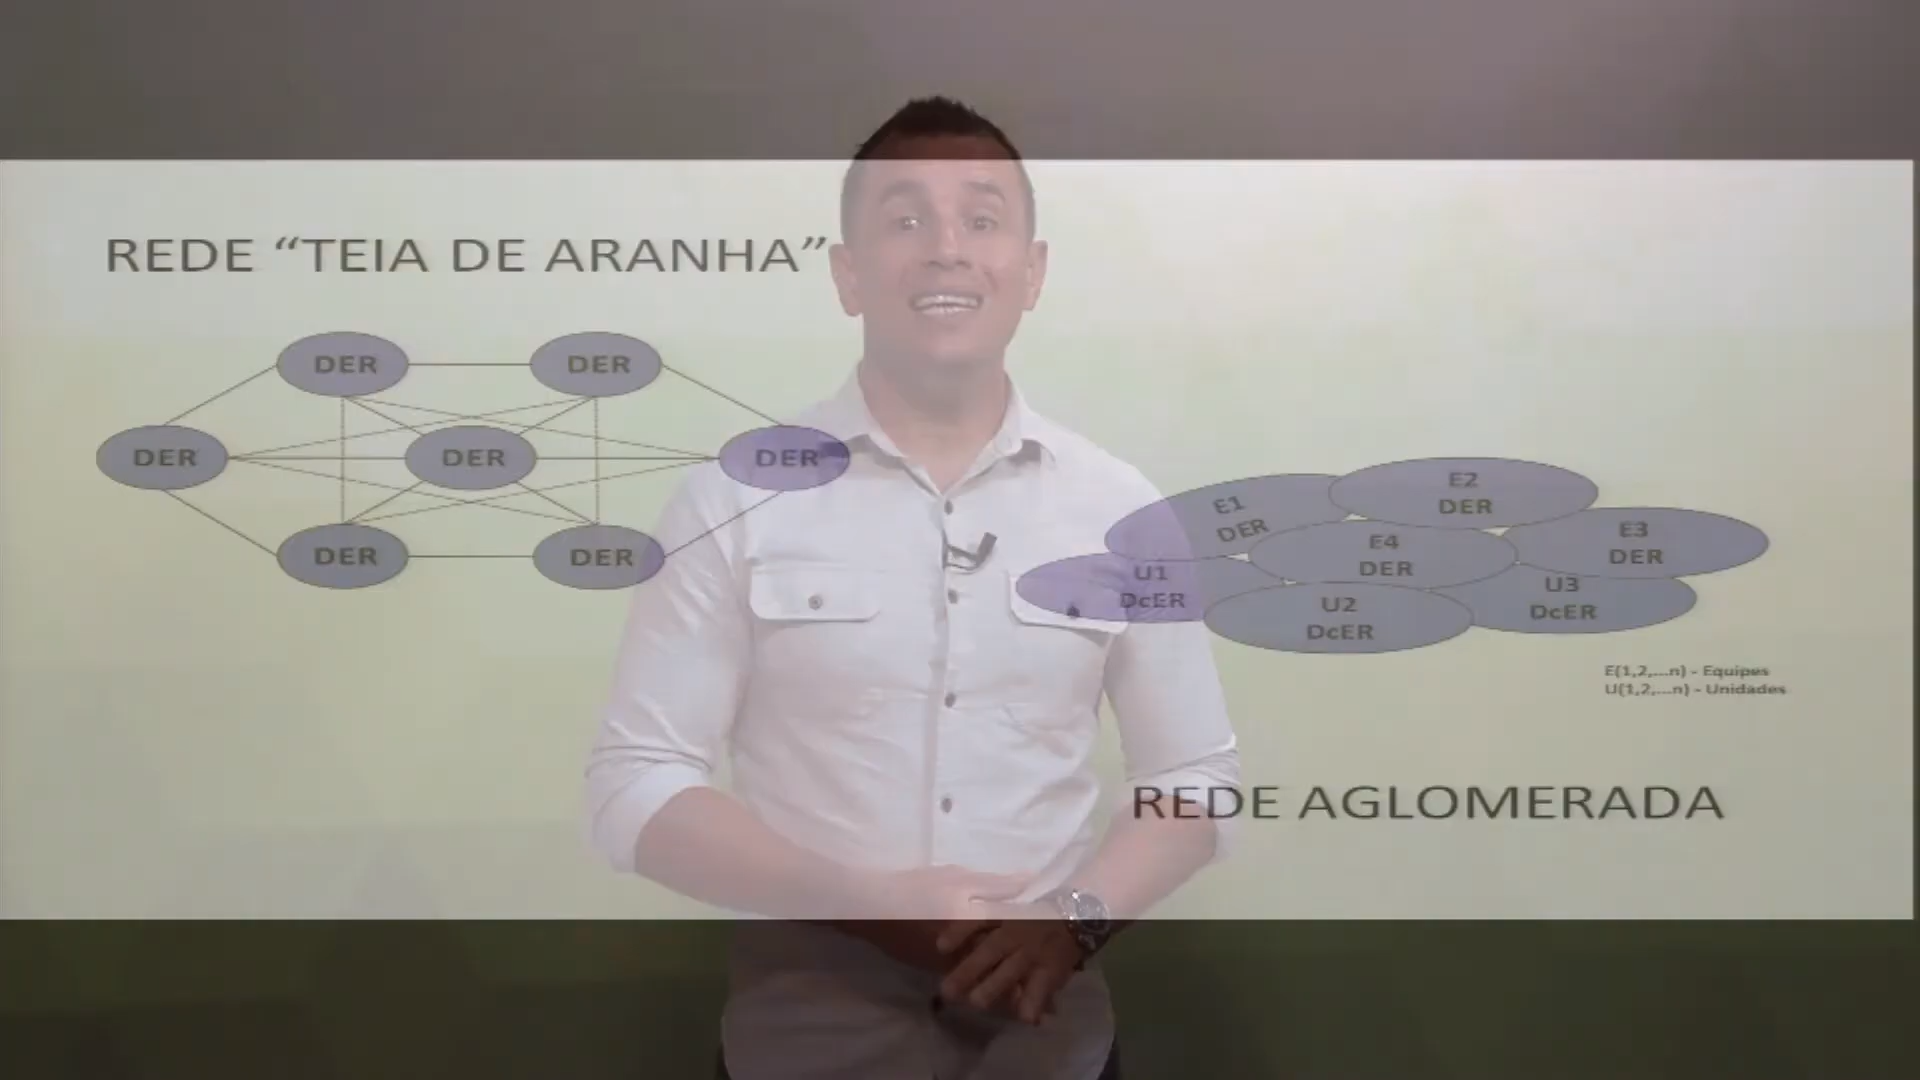 REDE “TEIA DE ARANHA”
DER
DER
DER
DER
DER
DER
DER
E1
DER
E2
DER
E3
DER
E4
DER
U1
DcER
U2
DcER
U3
DcER
E(1,2,...n) - Equipes
U(1,2,...n) - Unidades
REDE AGLOMERADA